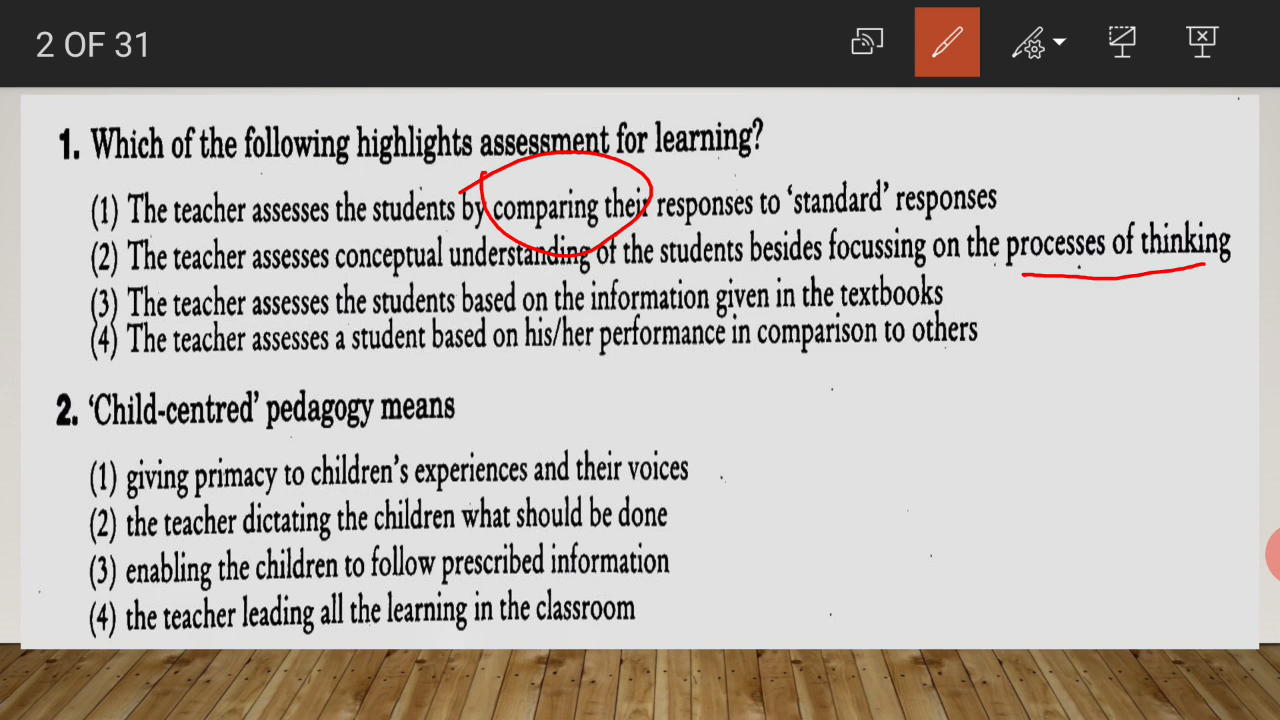 2 OF 31
1. Which of the following highlights assessment for learning?
(1) The teacher assesses the students by comparing their responses to ‘standard’ responses
(2) The teacher assesses conceptual understanding of the students besides focussing on the processes of thinking
(3) The teacher assesses the students based on the information given in the textbooks
(4) The teacher assesses a student based on his/her performance in comparison to others
2. ‘Child-centred’ pedagogy means
(1) giving primacy to children’s experiences and their voices
(2) the teacher dictating the children what should be done
(3) enabling the children to follow prescribed information
(4) the teacher leading all the learning in the classroom